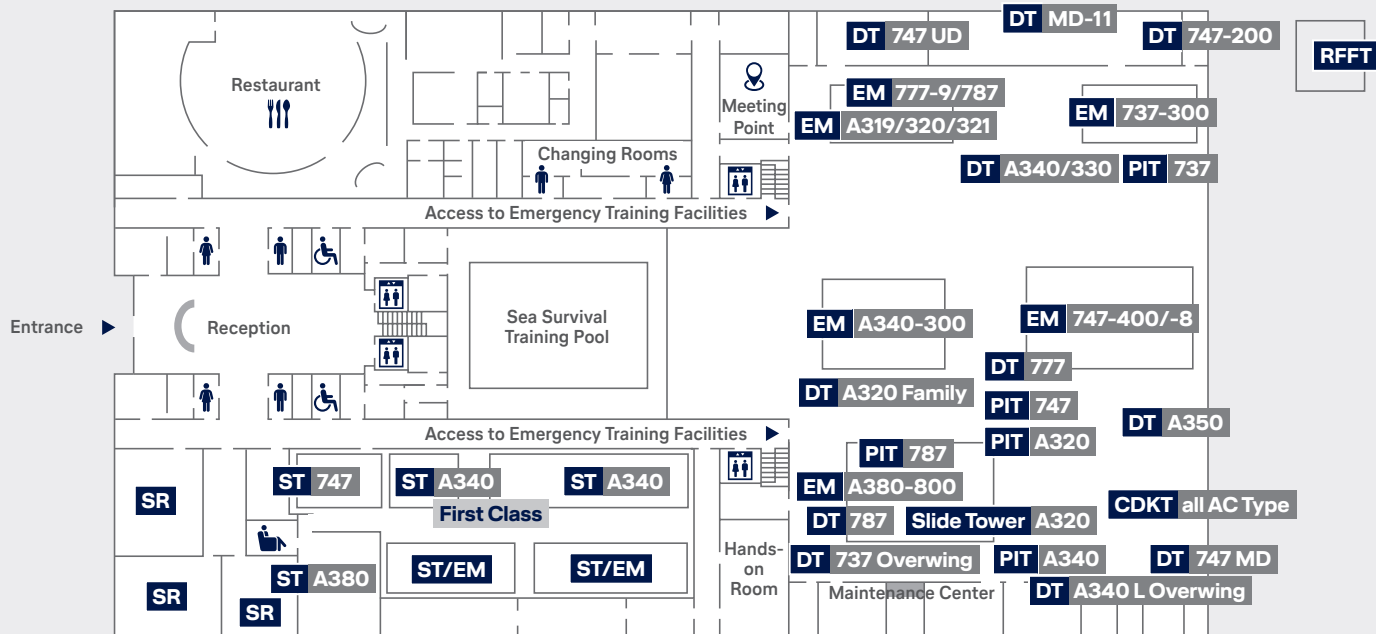 DT MD-11
DT 747 UD
DT 747-200
RFFT
Restaurant
Meeting
Point
EM 777-9/787
EM A319/320/321
EM 737-300
Changing Rooms
DT A340/330
PIT 737
Access to Emergency Training Facilities
Entrance
Reception
Sea Survival
Training Pool
EM A340-300
EM 747-400/-8
DT 777
DT A320 Family
PIT 747
DT A350
Access to Emergency Training Facilities
PIT A320
PIT 787
ST 747
ST A340
ST A340
First Class
EM A380-800
SR
CDKT all AC Type
DT 787
Slide Tower A320
Hands-
on
Room
DT 737 Overwing
PIT A340
DT 747 MD
ST/EM
ST/EM
ST A380
Maintenance Center
DT A340 L Overwing
SR
SR